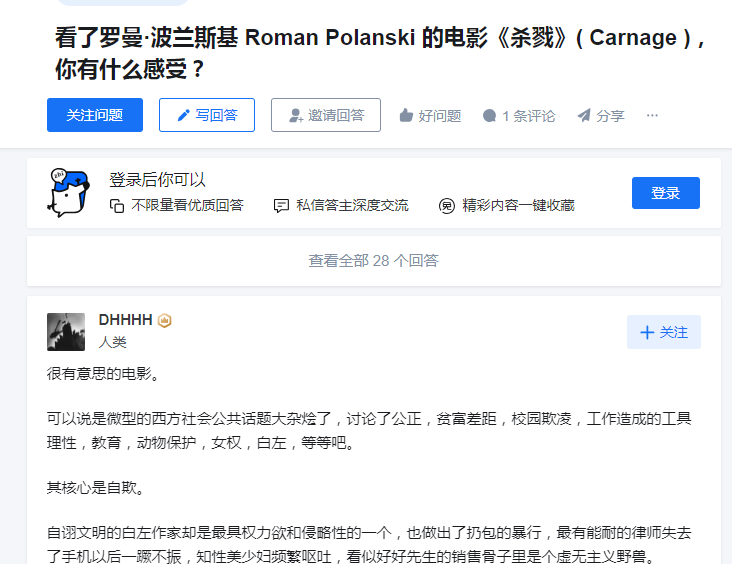 看了罗曼·波兰斯基 Roman Polanski 的电影《杀戮》( Carnage )，
你有什么感受？
关注问题
写回答
邀请回答
好问题
1 条评论
分享
登录后你可以
不限量看优质回答
私信答主深度交流
精彩内容一键收藏
登录
查看全部 28 个回答
DHHHH
人类
关注
很有意思的电影。
可以说是微型的西方社会公共话题大杂烩了，讨论了公正，贫富差距，校园欺凌，工作造成的工具
理性，教育，动物保护，女权，白左，等等吧。
其核心是自欺。
自诩文明的白左作家却是最具权力欲和侵略性的一个，也做出了扔包的暴行，最有能耐的律师失去
了手机以后一蹶不振，知性美少妇频繁呕吐，看似好好先生的销售骨子里是个虚无主义野兽。